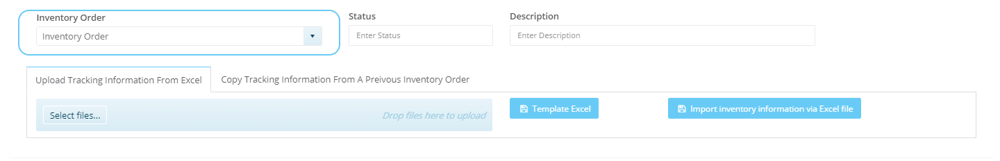 Inventory Order
Status
Description
Inventory Order
Enter Status
Enter Description
Upload Tracking Information From Excel
Copy Tracking Information From A Preivous Inventory Order
Select files...
Drop files here to upload
Template Excel
Import inventory information via Excel file